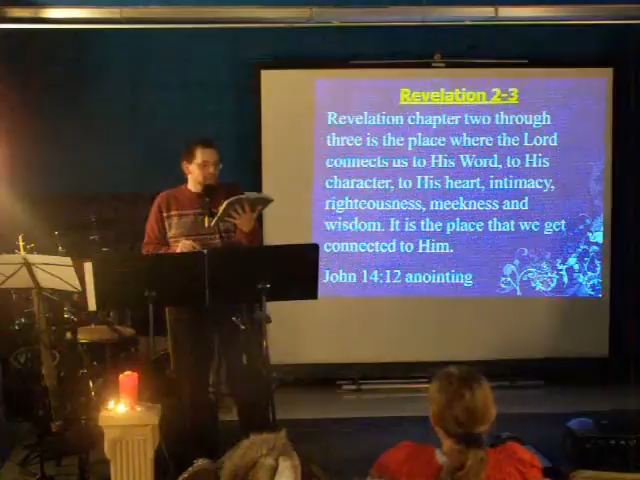 Revelation 2-3
Revelation chapter two through
three is the place where the Lord
connects us to His Word, to His
character, to His heart, intimacy,
righteousness, meekness and
wisdom. It is the place that we get
connected to Him.
John 14:12 anointing